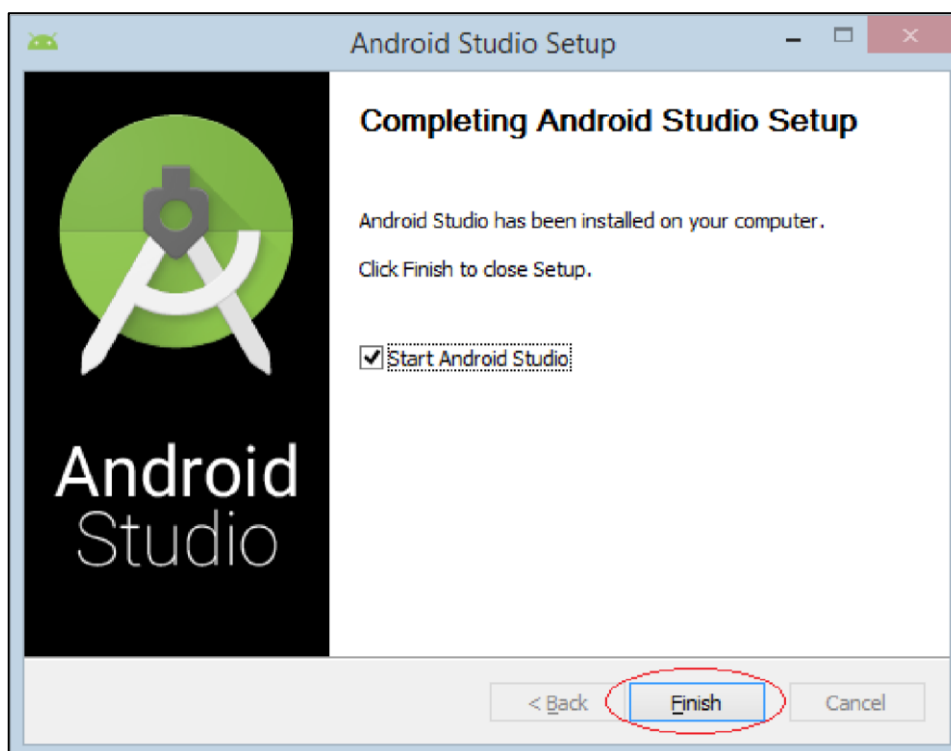 Android Studio Setup
Completing Android Studio Setup
Android Studio has been installed on your computer.
Click Finish to close Setup.
Start Android Studio
Android
Studio
< Back
Finish
Cancel